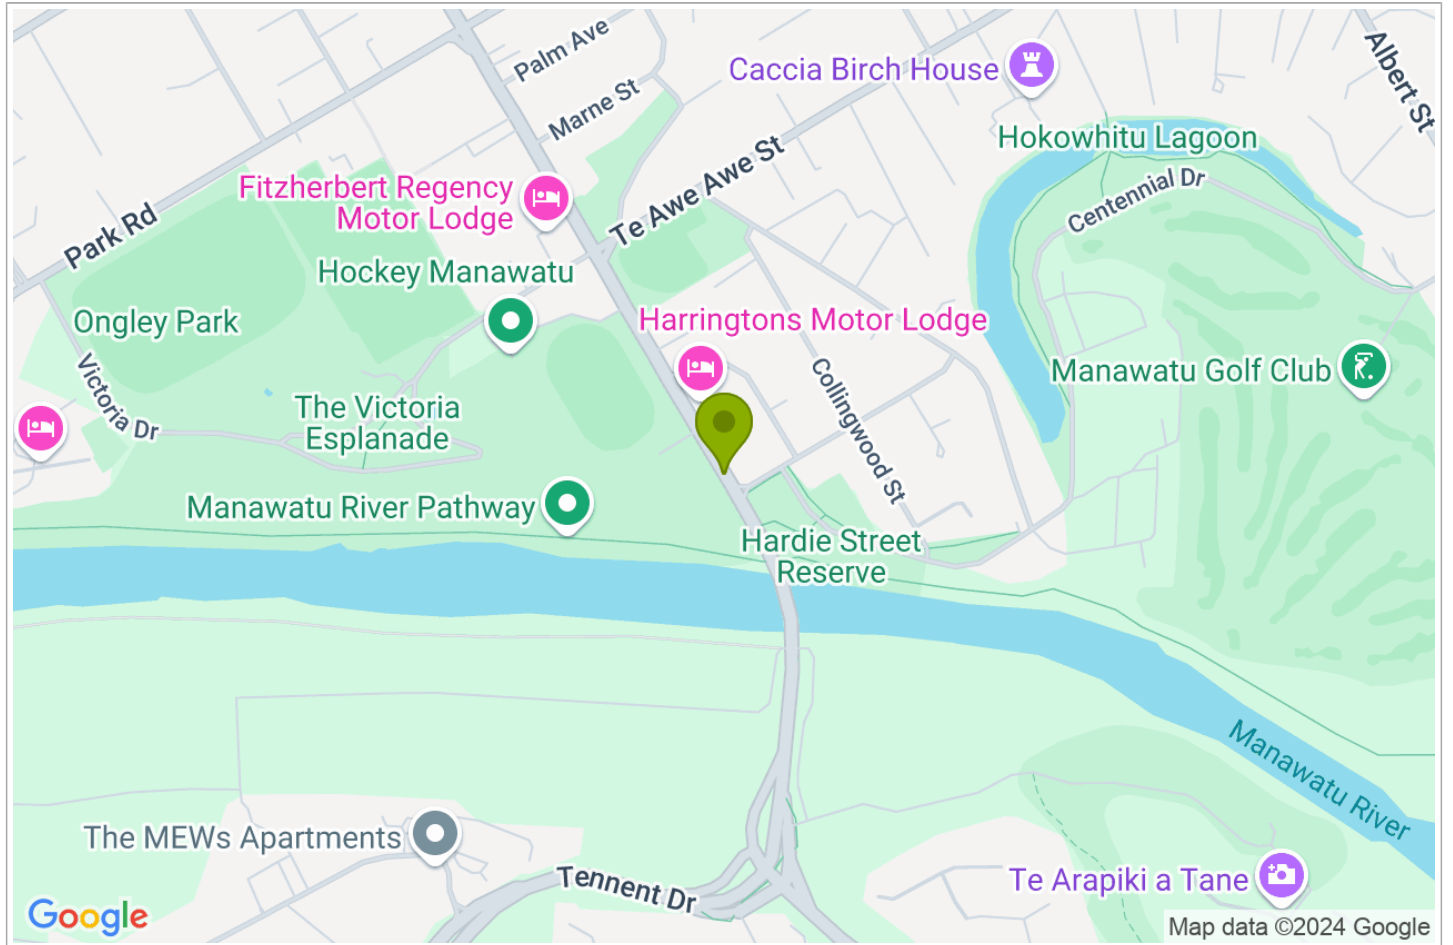 Palm Ave
Albert St
Caccia Birch House
Marne St
Hokowhitu Lagoon
Te Awe Awe St
Centennial Dr
Fitzherbert Regency
Motor Lodge
Park Rd
Hockey Manawatu
Ongley Park
Harringtons Motor Lodge
Victoria Dr
Collingwood St
Manawatu Golf Club
The Victoria
Esplanade
Manawatu River Pathway
Hardie Street
Reserve
Manawatu River
The MEWs Apartments
Tennent Dr
Te Arapiki a Tane
Google
Map data ©2024 Google